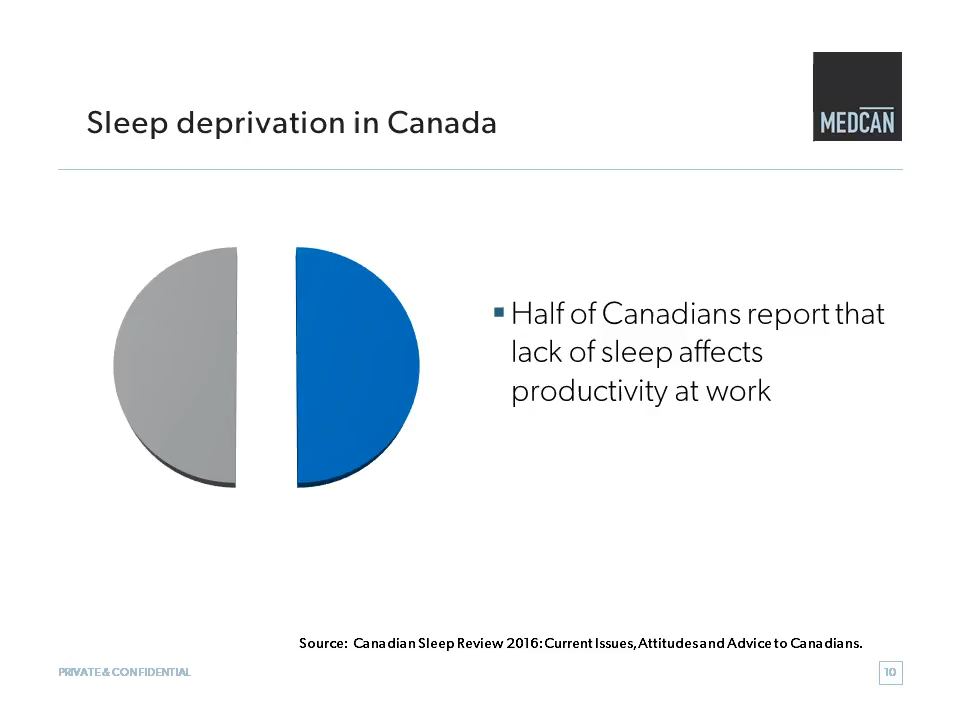 Sleep deprivation in Canada
MEDCAN
▪ Half of Canadians report that
lack of sleep affects
productivity at work
Source: Canadian Sleep Review 2016: Current Issues, Attitudes and Advice to Canadians.
PRIVATE & CONFIDENTIAL
10